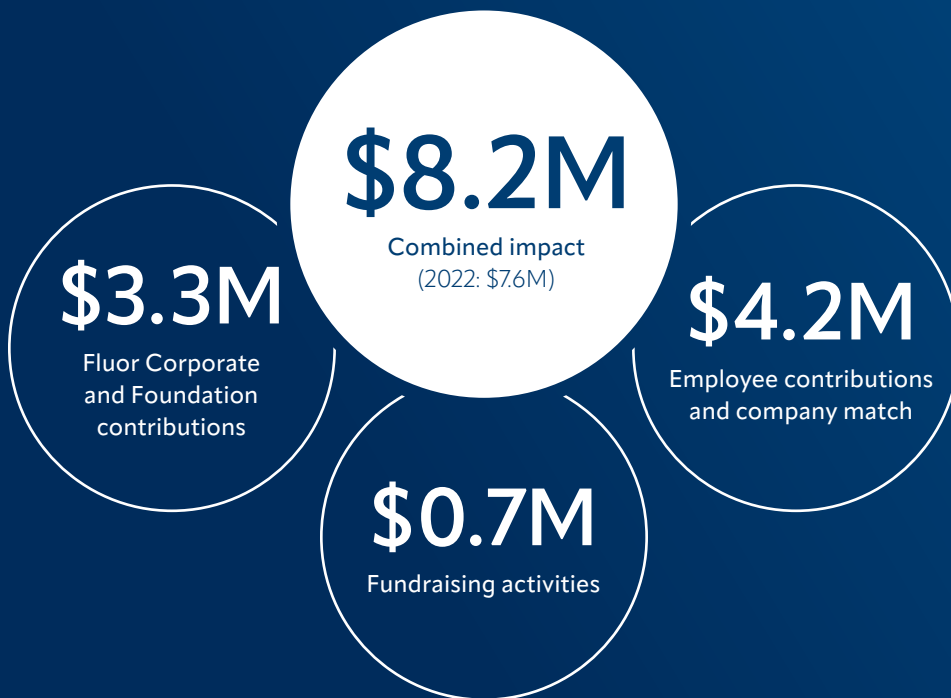 $8.2M
Combined impact
(2022: $7.6M)
$3.3M
Fluor Corporate
and Foundation
contributions
$4.2M
Employee contributions
and company match
$0.7M
Fundraising activities